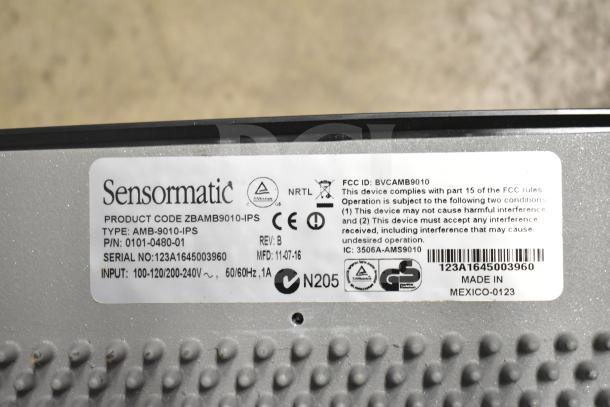 Sensormatic
NRTL
PRODUCT CODE ZBAMB9010-IPS
TYPE: AMB-9010-IPS
P/N: 0101-0480-01 REV: B
SERIAL NO:123A1645003960 MFD: 11-07-16
INPUT: 100-120/200-240V ~, 60/60Hz ,1A
N205
GS
FCC ID: BVCAMB9010
This device complies with part 15 of the FCC rules
Operation is subject to the following two conditions
(1) This device may not cause harmful interference
and (2) This device must accept any interference
received, including interference that may cause
undesired operation.
IC: 3506A-AMS9010
123A1645003960
MADE IN
MEXICO-0123